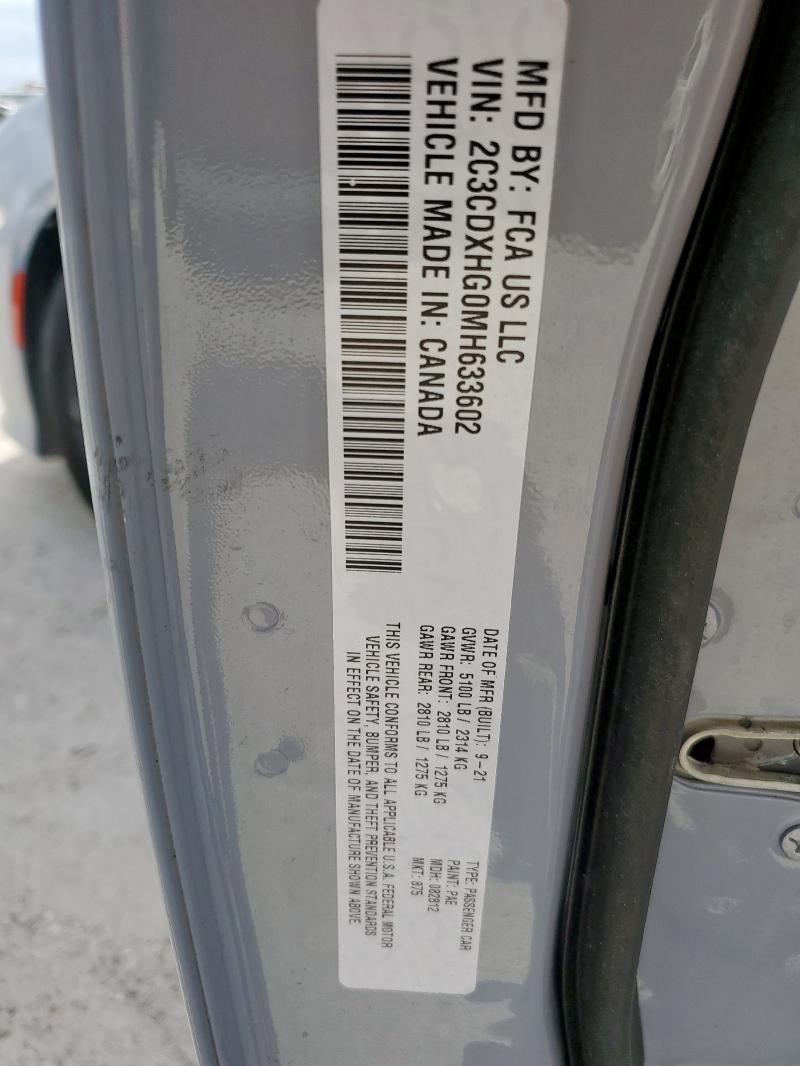 MFD BY: FCA US LLC
VIN: 2C3CDXHG0MH633602
VEHICLE MADE IN: CANADA
DATE OF MFR (BUILT): 9-21
GVWR: 5100 LB / 2314 KG
GAWR FRONT: 2810 LB / 1275 KG
GAWR REAR: 2810 LB / 1275 KG
THIS VEHICLE CONFORMS TO ALL APPLICABLE U.S.A. FEDERAL MOTOR
VEHICLE SAFETY, BUMPER, AND THEFT PREVENTION STANDARDS
IN EFFECT ON THE DATE OF MANUFACTURE SHOWN ABOVE.
TYPE: PASSENGER CAR
PAINT: PAE
MDH: 082812
MKT: 875